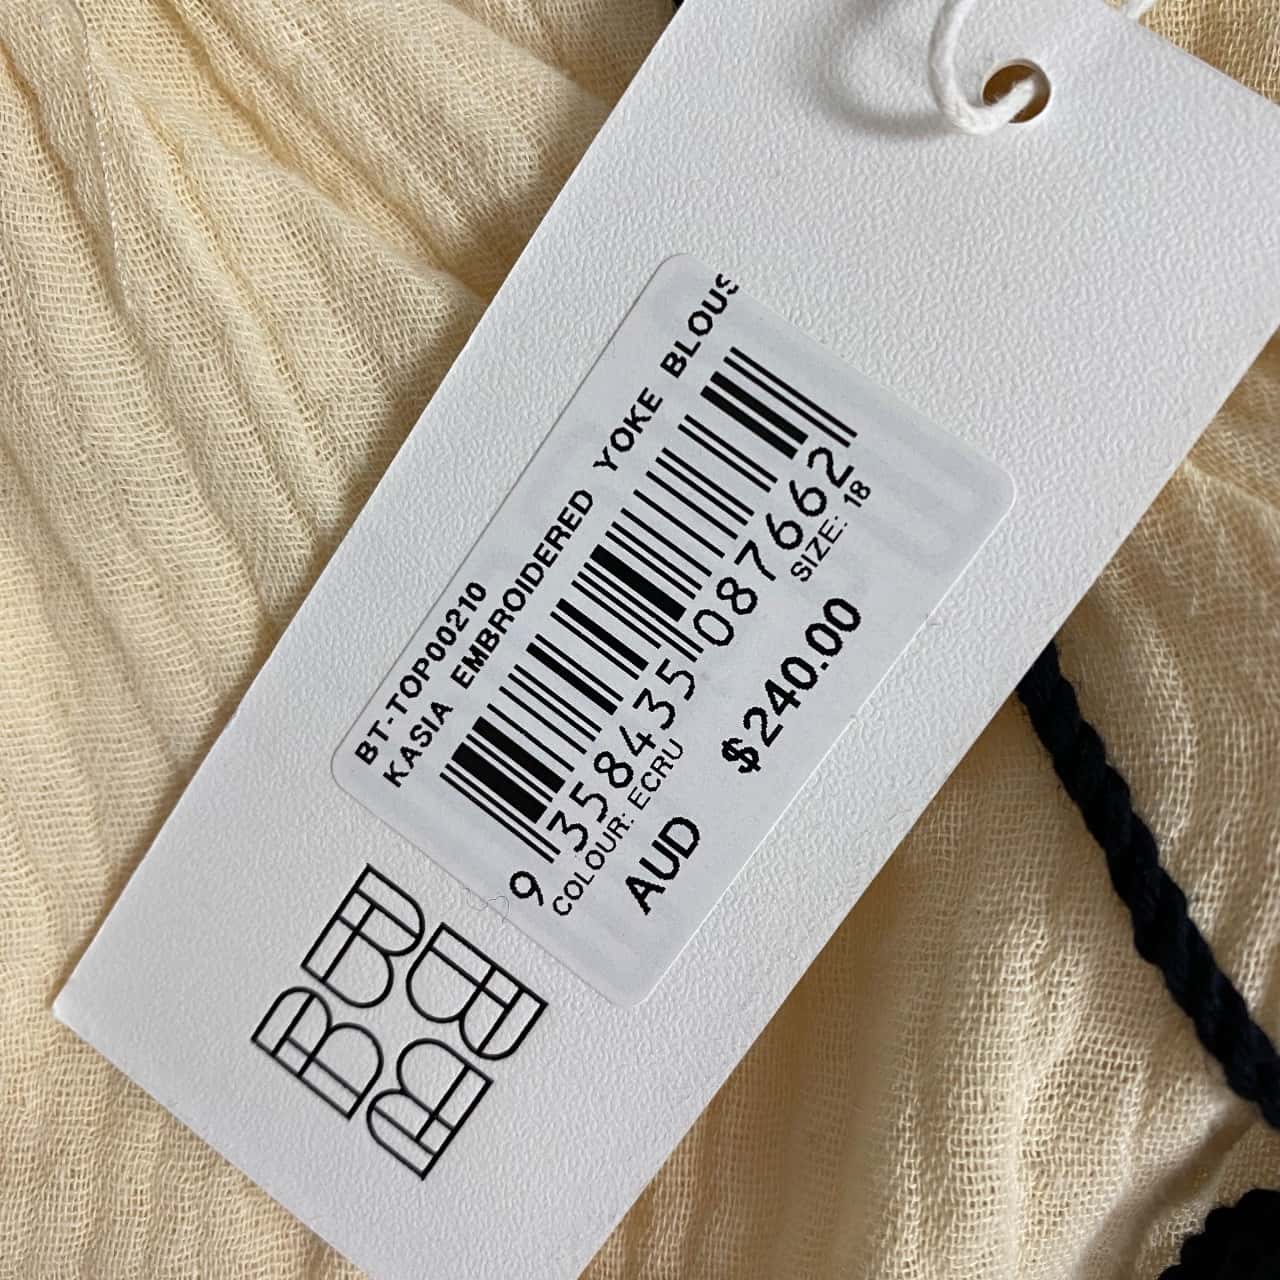 BT-TOP00210
KASIA EMBROIDERED YOKE BLOUS
9 358435 087662
COLOUR: ECRU SIZE: 18
AUD $240.00